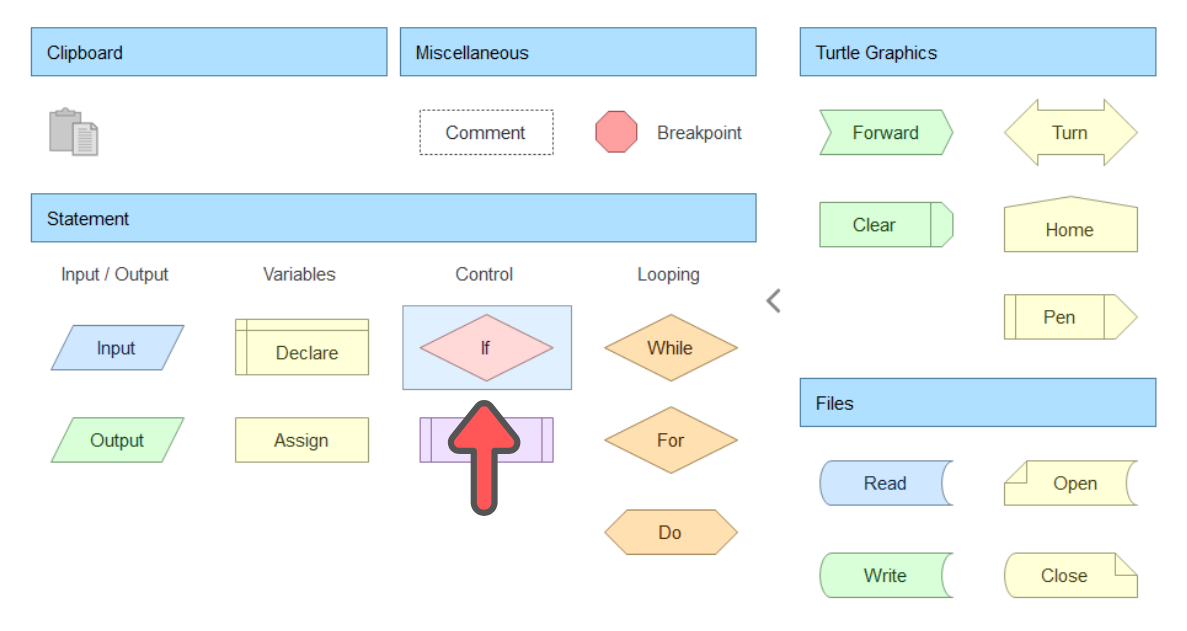 Clipboard
Miscellaneous
Comment
Breakpoint
Statement
Input / Output
Variables
Control
Looping
Input
Declare
If
While
Output
Assign
For
Do
Turtle Graphics
Forward
Turn
Clear
Home
Pen
Files
Read
Open
Write
Close